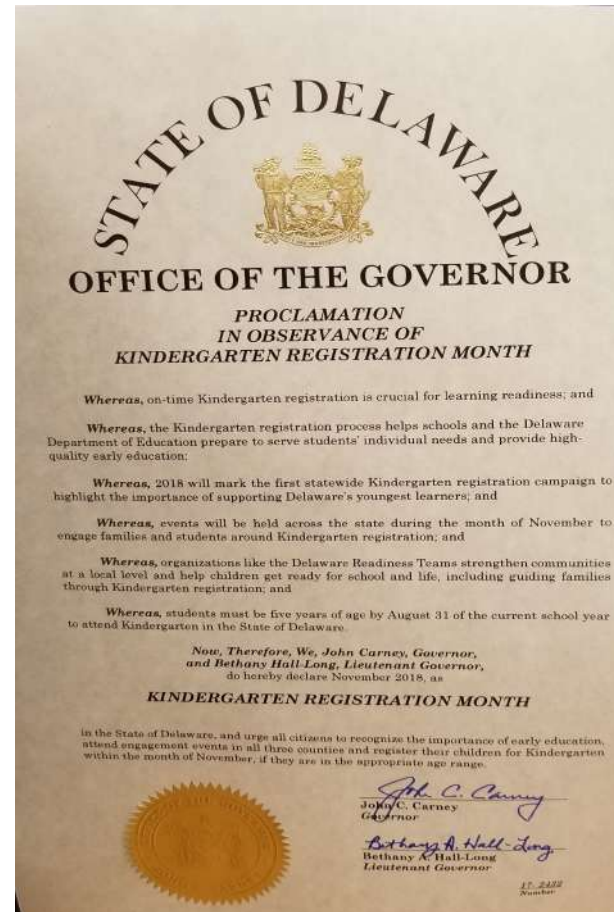 STATE OF DELAWARE
OFFICE OF THE GOVERNOR
PROCLAMATION
IN OBSERVANCE OF
KINDERGARTEN REGISTRATION MONTH
Whereas, on-time Kindergarten registration is crucial for learning readiness; and
Whereas, the Kindergarten registration process helps schools and the Delaware
Department of Education prepare to serve students' individual needs and provide high-
quality early education;
Whereas, 2018 will mark the first statewide Kindergarten registration campaign to
highlight the importance of supporting Delaware's youngest learners; and
Whereas, events will be held across the state during the month of November to
engage families and students around Kindergarten registration; and
Whereas, organizations like the Delaware Readiness Teams strengthen communities
at a local level and help children get ready for school and life, including guiding families
through Kindergarten registration; and
Whereas, students must be five years of age by August 31 of the current school year
to attend Kindergarten in the State of Delaware.
Now, Therefore, We, John Carney, Governor,
and Bethany Hall-Long, Lieutenant Governor,
do hereby declare November 2018, as
KINDERGARTEN REGISTRATION MONTH
in the State of Delaware, and urge all citizens to recognize the importance of early education,
attend engagement events in all three counties and register their children for Kindergarten
within the month of November, if they are in the appropriate age range.
John C. Carney
John C. Carney
Governor
Bethany A. Hall-Long
Bethany A. Hall-Long
Lieutenant Governor
Number